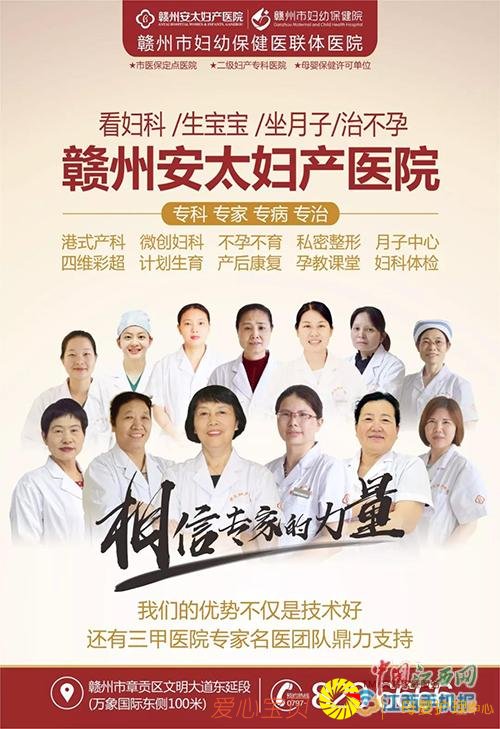 赣州安太妇产医院 赣州市妇幼保健院
赣州市妇幼保健医联体医院
★市医保定点医院 ★二级妇产专科医院 ★母婴保健许可单位
看妇科 /生宝宝 /坐月子/治不孕
赣州安太妇产医院
专科 专家 专病 专治
港式产科 微创妇科 不孕不育 私密整形 月子中心
四维彩超 计划生育 产后康复 孕教课堂 妇科体检
相信专家的力量
我们的优势不仅是技术好
还有三甲医院专家名医团队鼎力支持
赣州市章贡区文明大道东延段
(万象国际东侧100米)
预约热线
0797-
中国江西网
江西手机报
爱心宝贝